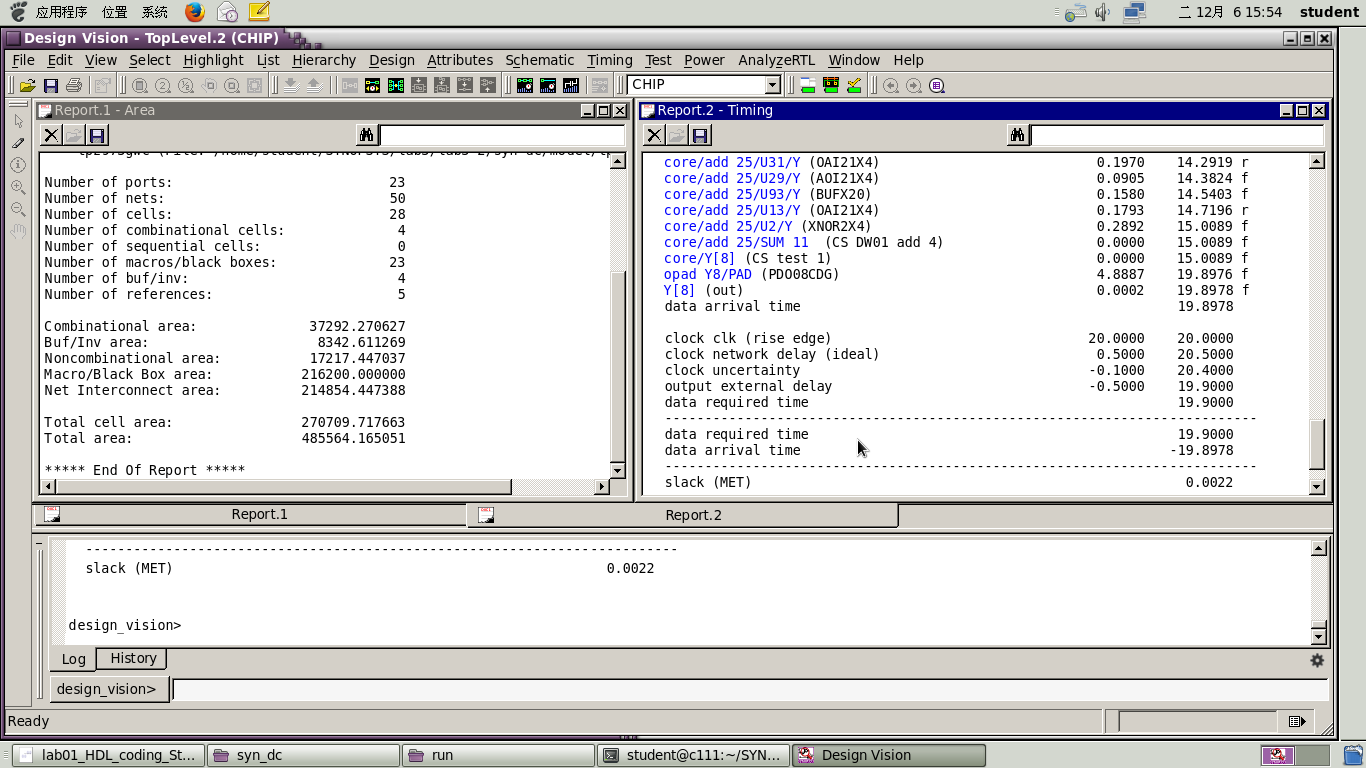 应用程序 位置 系统 二 12月 6 15:54 student
Design Vision - TopLevel.2 (CHIP)
File Edit View Select Highlight List Hierarchy Design Attributes Schematic Timing Test Power AnalyzeRTL Window Help
CHIP
Report.1 - Area
Number of ports: 23
Number of nets: 50
Number of cells: 28
Number of combinational cells: 4
Number of sequential cells: 0
Number of macros/black boxes: 23
Number of buf/inv: 4
Number of references: 5
Combinational area: 37292.270627
Buf/Inv area: 8342.611269
Noncombinational area: 17217.447037
Macro/Black Box area: 216200.000000
Net Interconnect area: 214854.447388
Total cell area: 270709.717663
Total area: 485564.165051
***** End Of Report *****
Report.2 - Timing
core/add 25/U31/Y (OAI21X4) 0.1970 14.2919 r
core/add 25/U29/Y (AOI21X4) 0.0905 14.3824 f
core/add 25/U93/Y (BUFX20) 0.1580 14.5403 f
core/add 25/U13/Y (OAI21X4) 0.1793 14.7196 r
core/add 25/U2/Y (XNOR2X4) 0.2892 15.0089 f
core/add 25/SUM 11 (CS DW01 add 4) 0.0000 15.0089 f
core/Y[8] (CS test 1) 0.0000 15.0089 f
opad Y8/PAD (PDO08CDG) 4.8887 19.8976 f
Y[8] (out) 0.0002 19.8978 f
data arrival time 19.8978
clock clk (rise edge) 20.0000 20.0000
clock network delay (ideal) 0.5000 20.5000
clock uncertainty -0.1000 20.4000
output external delay -0.5000 19.9000
data required time 19.9000
--------------------------------------------------------------------------
data required time 19.9000
data arrival time -19.8978
--------------------------------------------------------------------------
slack (MET) 0.0022
Report.1 Report.2
--------------------------------------------------------------------------
slack (MET) 0.0022
design_vision>
Log History
design_vision>
Ready
lab01_HDL_coding_St... syn_dc run student@c111:~/SYN... Design Vision